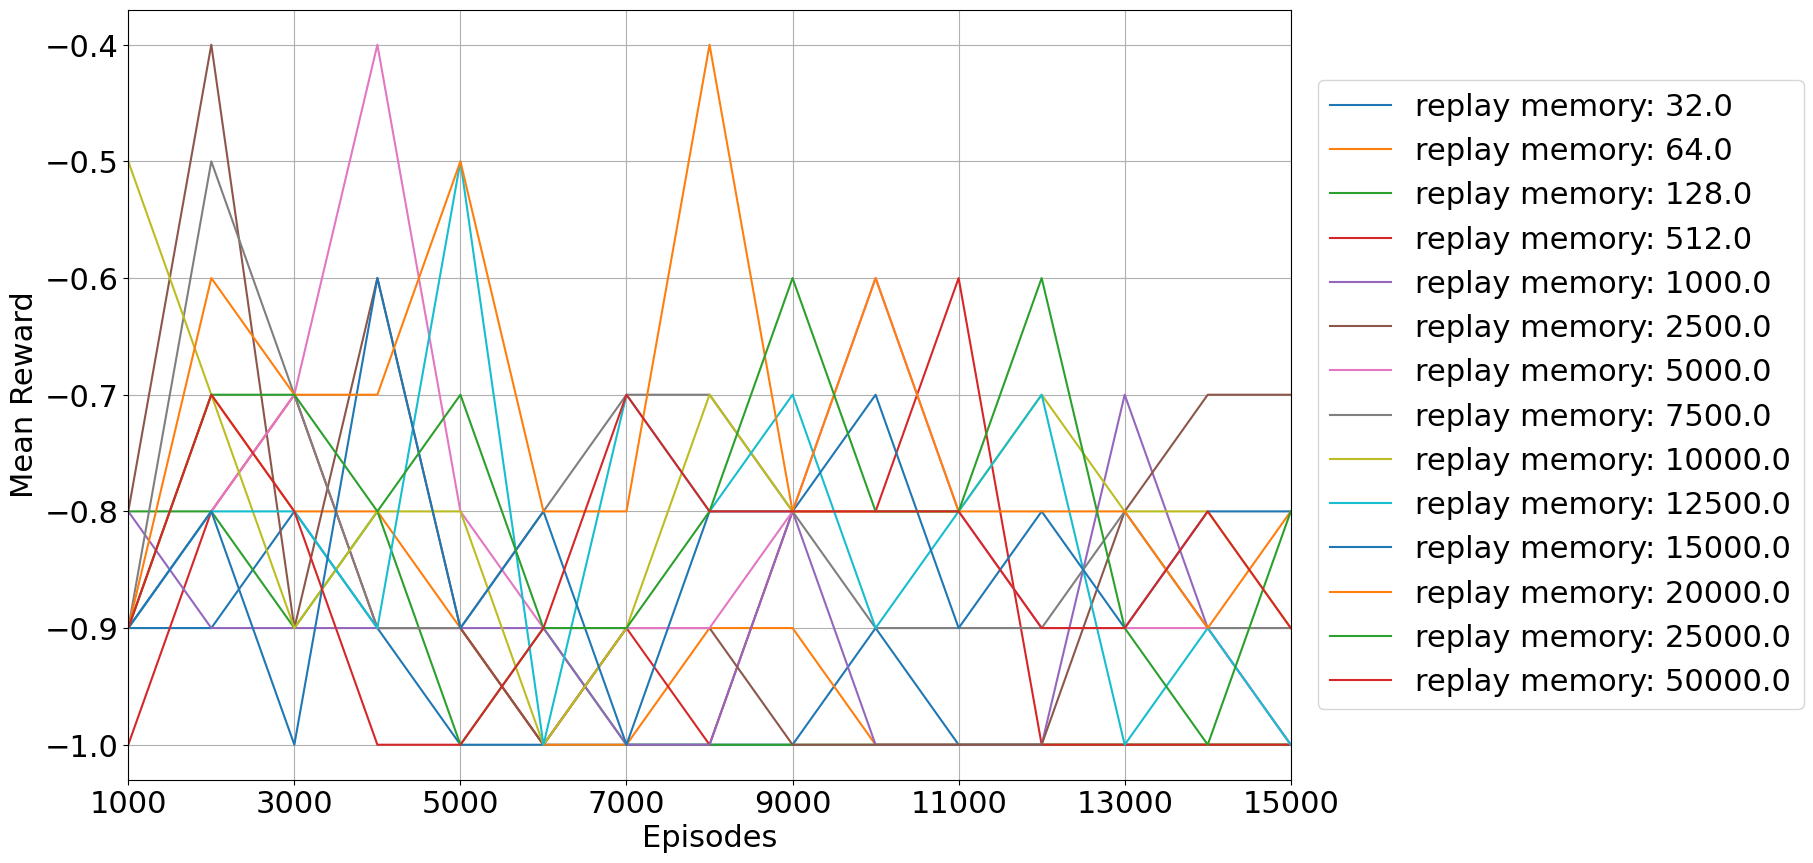 −0.4
−0.5
−0.6
−0.7
−0.8
−0.9
−1.0
Mean Reward
1000 3000 5000 7000 9000 11000 13000 15000
Episodes
replay memory: 32.0
replay memory: 64.0
replay memory: 128.0
replay memory: 512.0
replay memory: 1000.0
replay memory: 2500.0
replay memory: 5000.0
replay memory: 7500.0
replay memory: 10000.0
replay memory: 12500.0
replay memory: 15000.0
replay memory: 20000.0
replay memory: 25000.0
replay memory: 50000.0